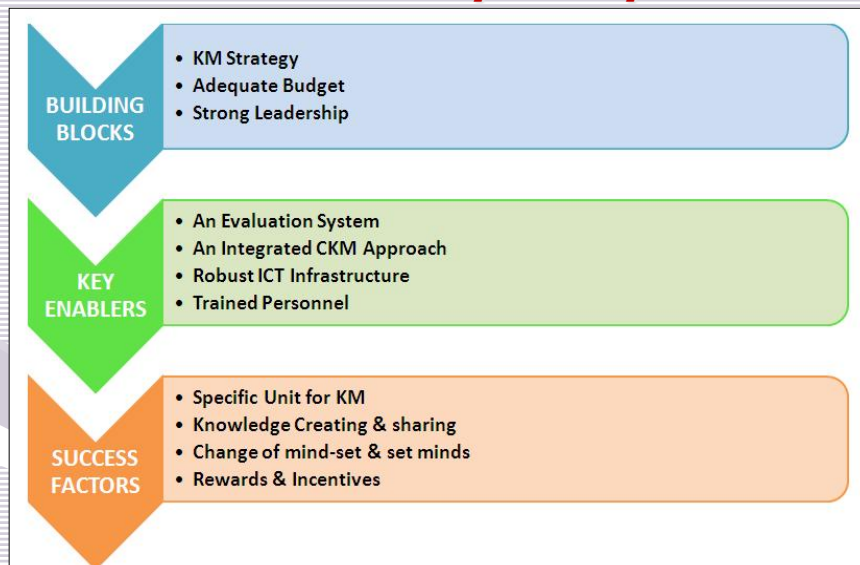 BUILDING
BLOCKS
• KM Strategy
• Adequate Budget
• Strong Leadership
KEY
ENABLERS
• An Evaluation System
• An Integrated CKM Approach
• Robust ICT Infrastructure
• Trained Personnel
SUCCESS
FACTORS
• Specific Unit for KM
• Knowledge Creating & sharing
• Change of mind-set & set minds
• Rewards & Incentives